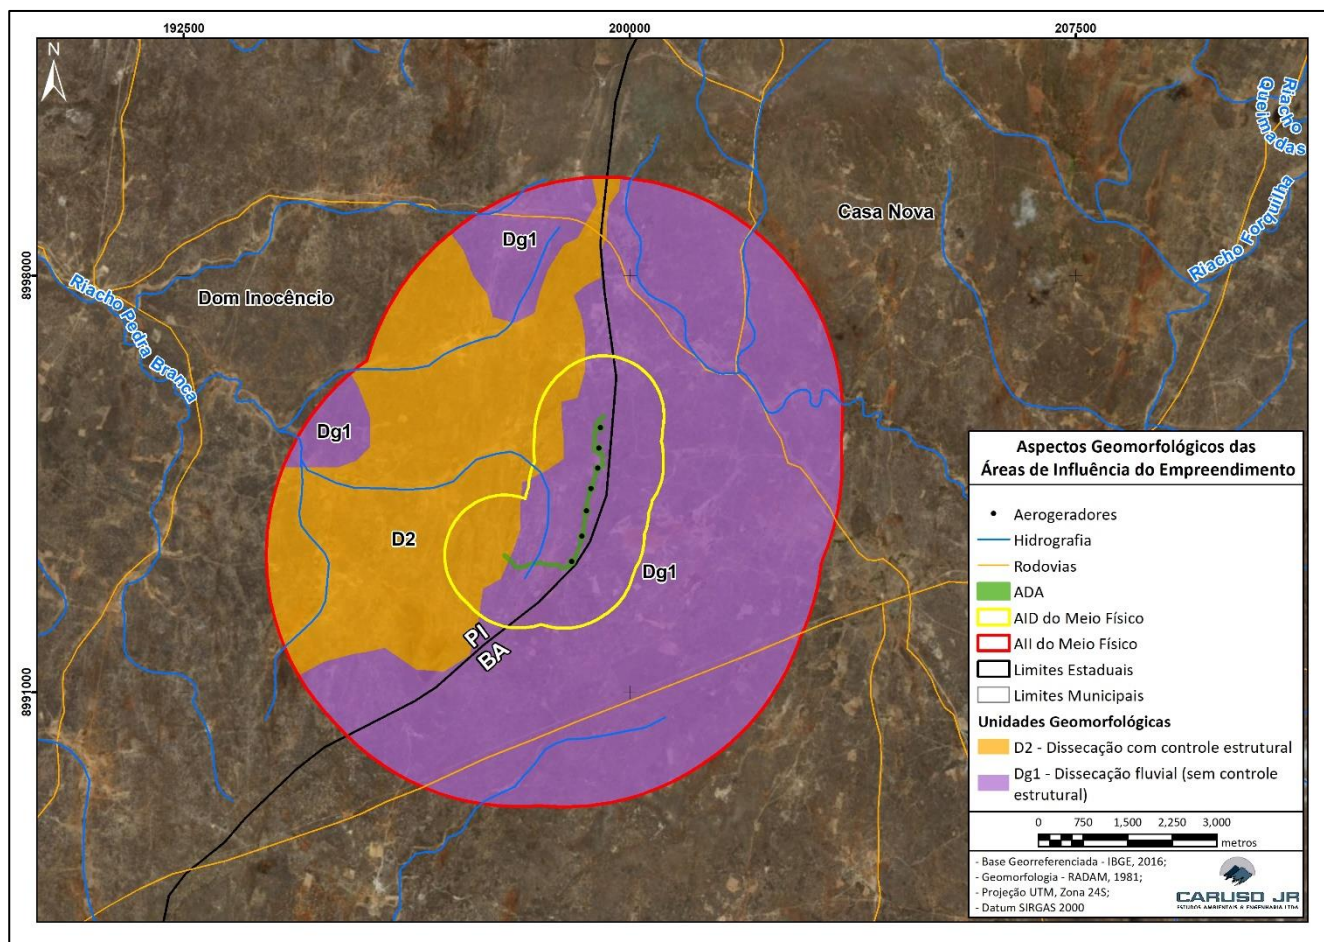 192500
200000
207500
N
Riacho
Queimadas
Casa Nova
Dg1
Riacho Forquilha
8998000
Dom Inocêncio
Riacho Pedra Branca
Dg1
D2
Dg1
PI
BA
8991000
Aspectos Geomorfológicos das
Áreas de Influência do Empreendimento
Aerogeradores
Hidrografia
Rodovias
ADA
AID do Meio Físico
AII do Meio Físico
Limites Estaduais
Limites Municipais
Unidades Geomorfológicas
D2 - Dissecação com controle estrutural
Dg1 - Dissecação fluvial (sem controle
estrutural)
0 750 1,500 2,250 3,000
metros
- Base Georreferenciada - IBGE, 2016;
- Geomorfologia - RADAM, 1981;
- Projeção UTM, Zona 24S;
- Datum SIRGAS 2000
CARUSO JR
ESTUDOS AMBIENTAIS & ENGENHARIA LTDA